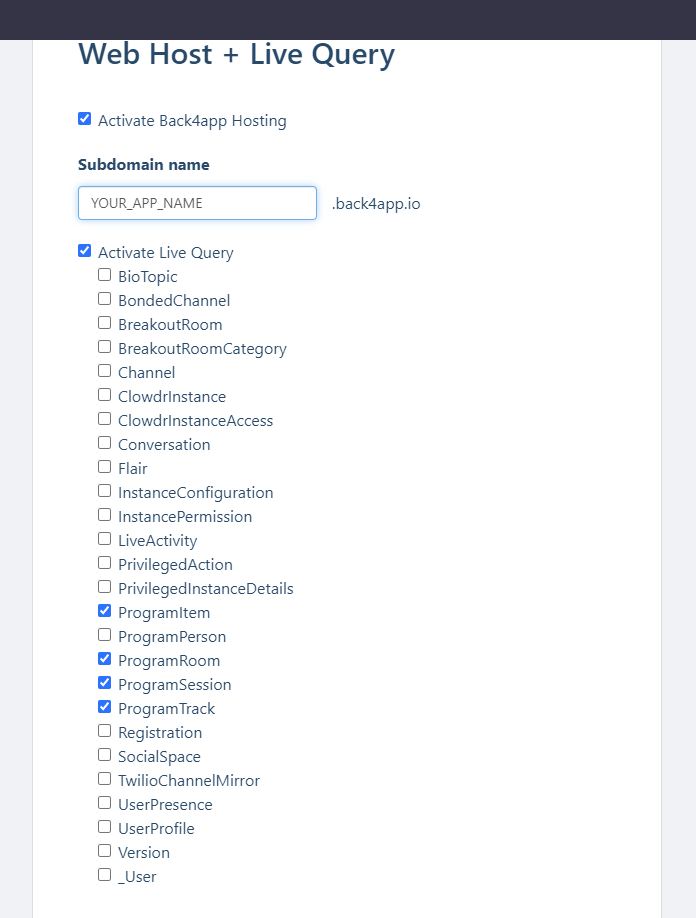 Web Host + Live Query
Activate Back4app Hosting
Subdomain name
YOUR_APP_NAME .back4app.io
Activate Live Query
BioTopic
BondedChannel
BreakoutRoom
BreakoutRoomCategory
Channel
ClowdrInstance
ClowdrInstanceAccess
Conversation
Flair
InstanceConfiguration
InstancePermission
LiveActivity
PrivilegedAction
PrivilegedInstanceDetails
ProgramItem
ProgramPerson
ProgramRoom
ProgramSession
ProgramTrack
Registration
SocialSpace
TwilioChannelMirror
UserPresence
UserProfile
Version
_User